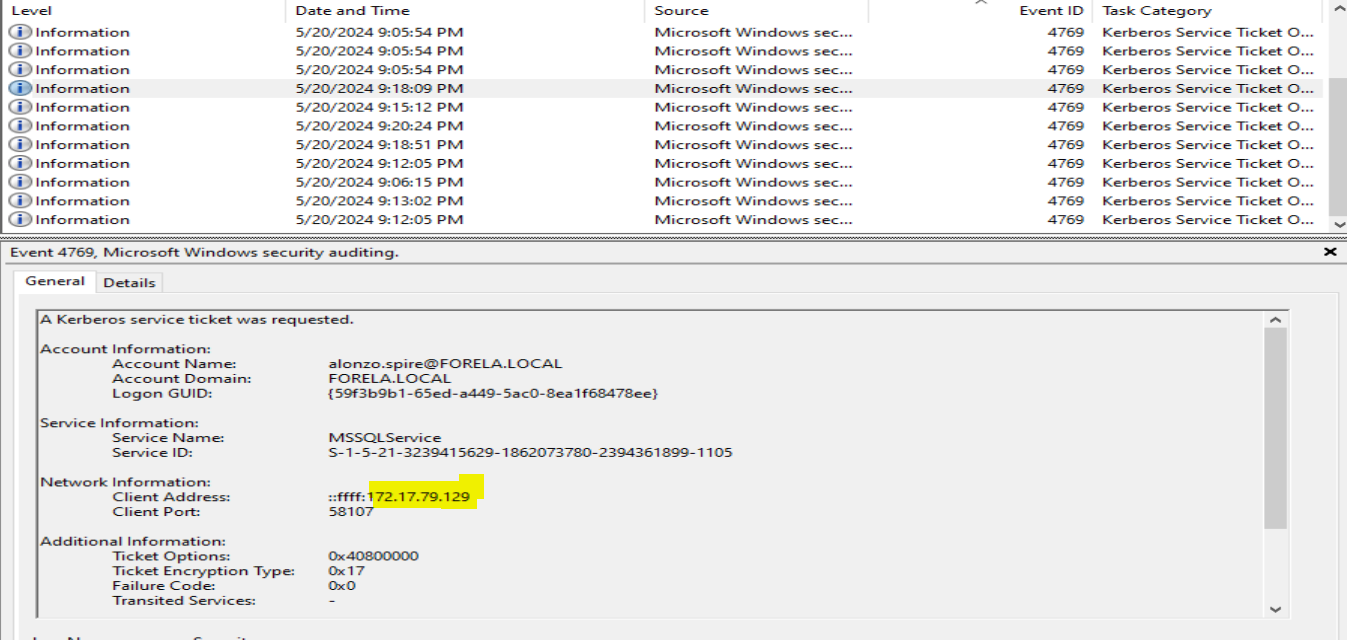 Level Date and Time Source Event ID Task Category
Information 5/20/2024 9:05:54 PM Microsoft Windows sec... 4769 Kerberos Service Ticket O...
Information 5/20/2024 9:05:54 PM Microsoft Windows sec... 4769 Kerberos Service Ticket O...
Information 5/20/2024 9:05:54 PM Microsoft Windows sec... 4769 Kerberos Service Ticket O...
Information 5/20/2024 9:18:09 PM Microsoft Windows sec... 4769 Kerberos Service Ticket O...
Information 5/20/2024 9:15:12 PM Microsoft Windows sec... 4769 Kerberos Service Ticket O...
Information 5/20/2024 9:20:24 PM Microsoft Windows sec... 4769 Kerberos Service Ticket O...
Information 5/20/2024 9:18:51 PM Microsoft Windows sec... 4769 Kerberos Service Ticket O...
Information 5/20/2024 9:12:05 PM Microsoft Windows sec... 4769 Kerberos Service Ticket O...
Information 5/20/2024 9:06:15 PM Microsoft Windows sec... 4769 Kerberos Service Ticket O...
Information 5/20/2024 9:13:02 PM Microsoft Windows sec... 4769 Kerberos Service Ticket O...
Information 5/20/2024 9:12:05 PM Microsoft Windows sec... 4769 Kerberos Service Ticket O...
Event 4769, Microsoft Windows security auditing.
General Details
A Kerberos service ticket was requested.
Account Information:
Account Name: alonzo.spire@FORELA.LOCAL
Account Domain: FORELA.LOCAL
Logon GUID: {59f3b9b1-65ed-a449-5ac0-8ea1f68478ee}
Service Information:
Service Name: MSSQLService
Service ID: S-1-5-21-3239415629-1862073780-2394361899-1105
Network Information:
Client Address: ::ffff:172.17.79.129
Client Port: 58107
Additional Information:
Ticket Options: 0x40800000
Ticket Encryption Type: 0x17
Failure Code: 0x0
Transited Services: -